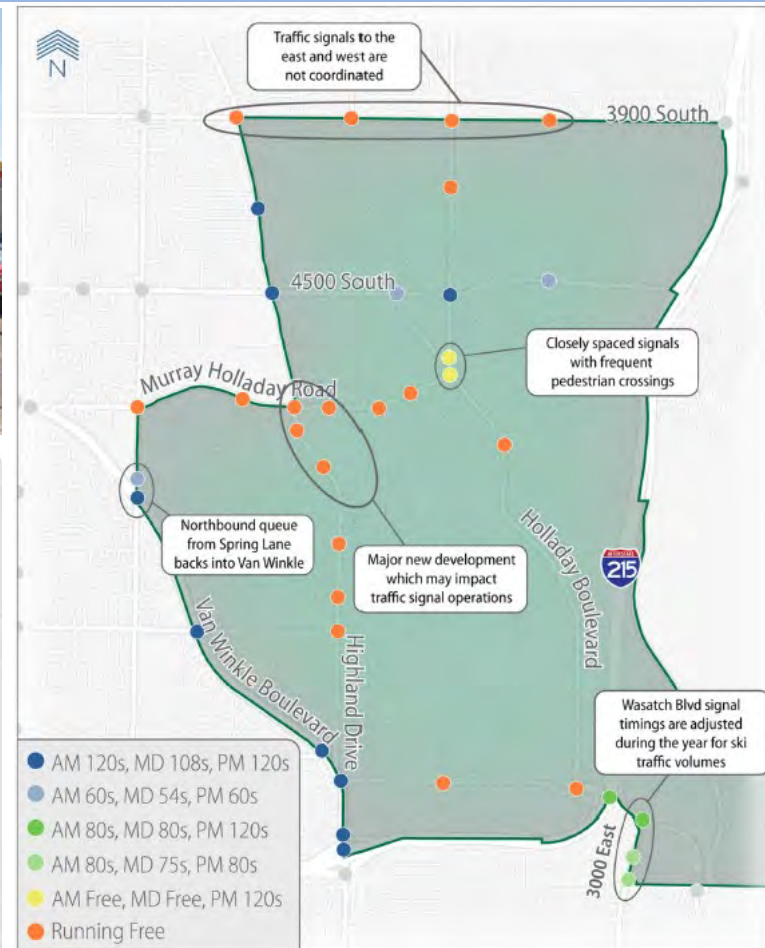 N
Traffic signals to the
east and west are
not coordinated
3900 South
4500 South
Closely spaced signals
with frequent
pedestrian crossings
Murray Holladay Road
Northbound queue
from Spring Lane
backs into Van Winkle
Major new development
which may impact
traffic signal operations
Holladay Boulevard
INTERSTATE
215
Van Winkle Boulevard
Highland Drive
Wasatch Blvd signal
timings are adjusted
during the year for ski
traffic volumes
3000 East
AM 120s, MD 108s, PM 120s
AM 60s, MD 54s, PM 60s
AM 80s, MD 80s, PM 120s
AM 80s, MD 75s, PM 80s
AM Free, MD Free, PM 120s
Running Free